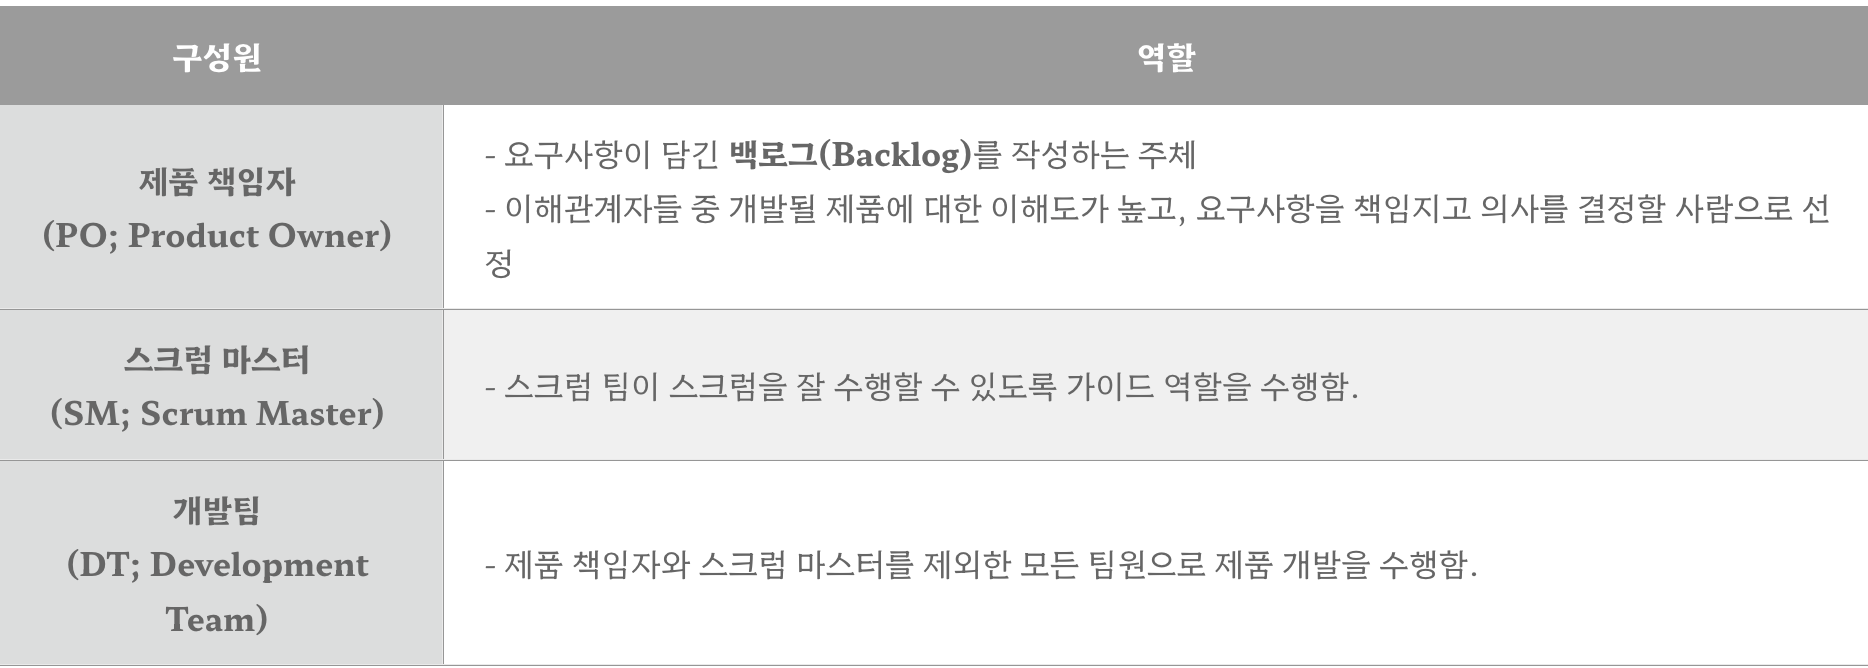 구성원
역할
제품 책임자
(PO; Product Owner)
- 요구사항이 담긴 백로그(Backlog)를 작성하는 주체
- 이해관계자들 중 개발될 제품에 대한 이해도가 높고, 요구사항을 책임지고 의사를 결정할 사람으로 선
정
스크럼 마스터
(SM; Scrum Master)
- 스크럼 팀이 스크럼을 잘 수행할 수 있도록 가이드 역할을 수행함.
개발팀
(DT; Development
Team)
- 제품 책임자와 스크럼 마스터를 제외한 모든 팀원으로 제품 개발을 수행함.